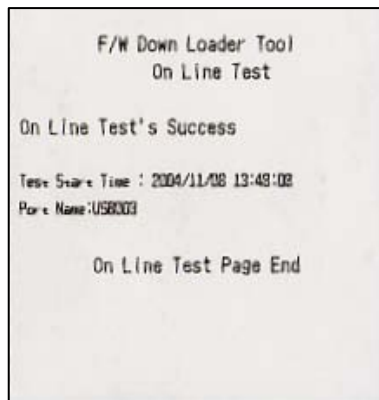 F/W Down Loader Tool
On Line Test
On Line Test's Success
Test Start Time : 2004/11/08 13:48:08
Port Name:USB003
On Line Test Page End